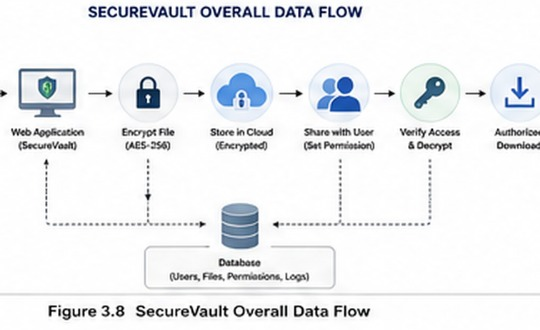 SECUREVAULT OVERALL DATA FLOW
Web Application
(SecureVault)
Encrypt File
(AES-256)
Store in Cloud
(Encrypted)
Share with User
(Set Permission)
Verify Access
& Decrypt
Authorized
Download
Database
(Users, Files, Permissions, Logs)
Figure 3.8 SecureVault Overall Data Flow